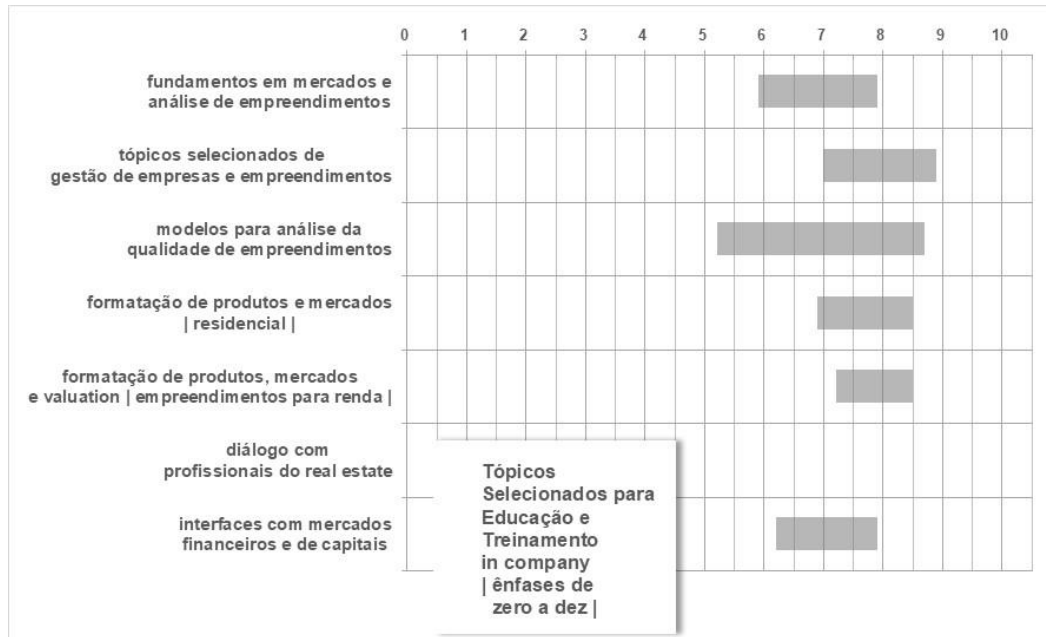 0 1 2 3 4 5 6 7 8 9 10
fundamentos em mercados e
análise de empreendimentos
tópicos selecionados de
gestão de empresas e empreendimentos
modelos para análise da
qualidade de empreendimentos
formatação de produtos e mercados
| residencial |
formatação de produtos, mercados
e valuation | empreendimentos para renda |
diálogo com
profissionais do real estate
interfaces com mercados
financeiros e de capitais
Tópicos
Selecionados para
Educação e
Treinamento
in company
| ênfases de
zero a dez |